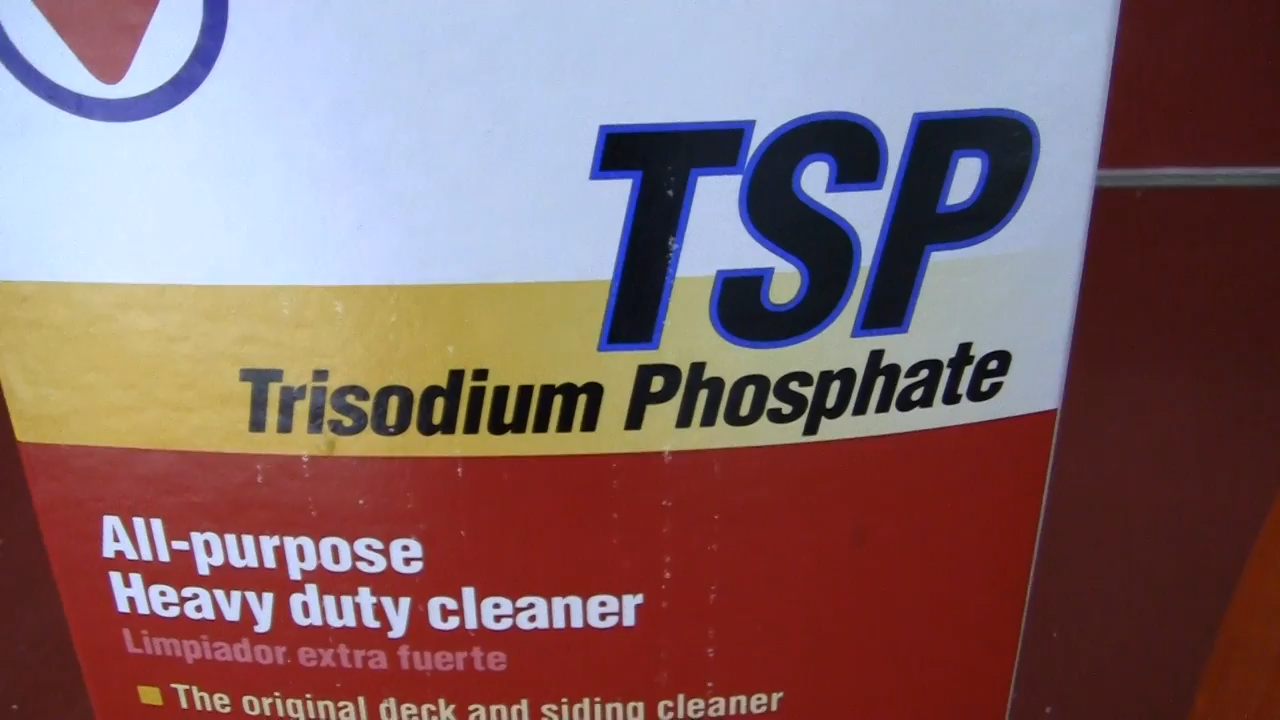 TSP
Trisodium Phosphate
All-purpose
Heavy duty cleaner
Limpiador extra fuerte
The original deck and siding cleaner